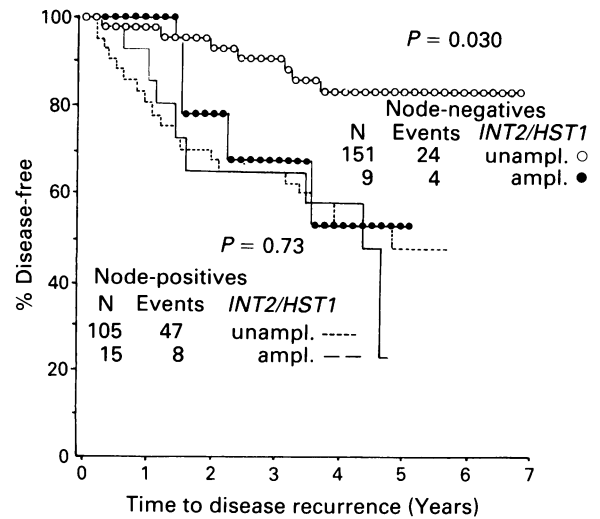 100
80
60
40
20
0
% Disease-free
P = 0.030
Node-negatives
N Events INT2/HST1
151 24 unampl.
9 4 ampl.
P = 0.73
Node-positives
N Events INT2/HST1
105 47 unampl.
15 8 ampl.
0 1 2 3 4 5 6 7
Time to disease recurrence (Years)